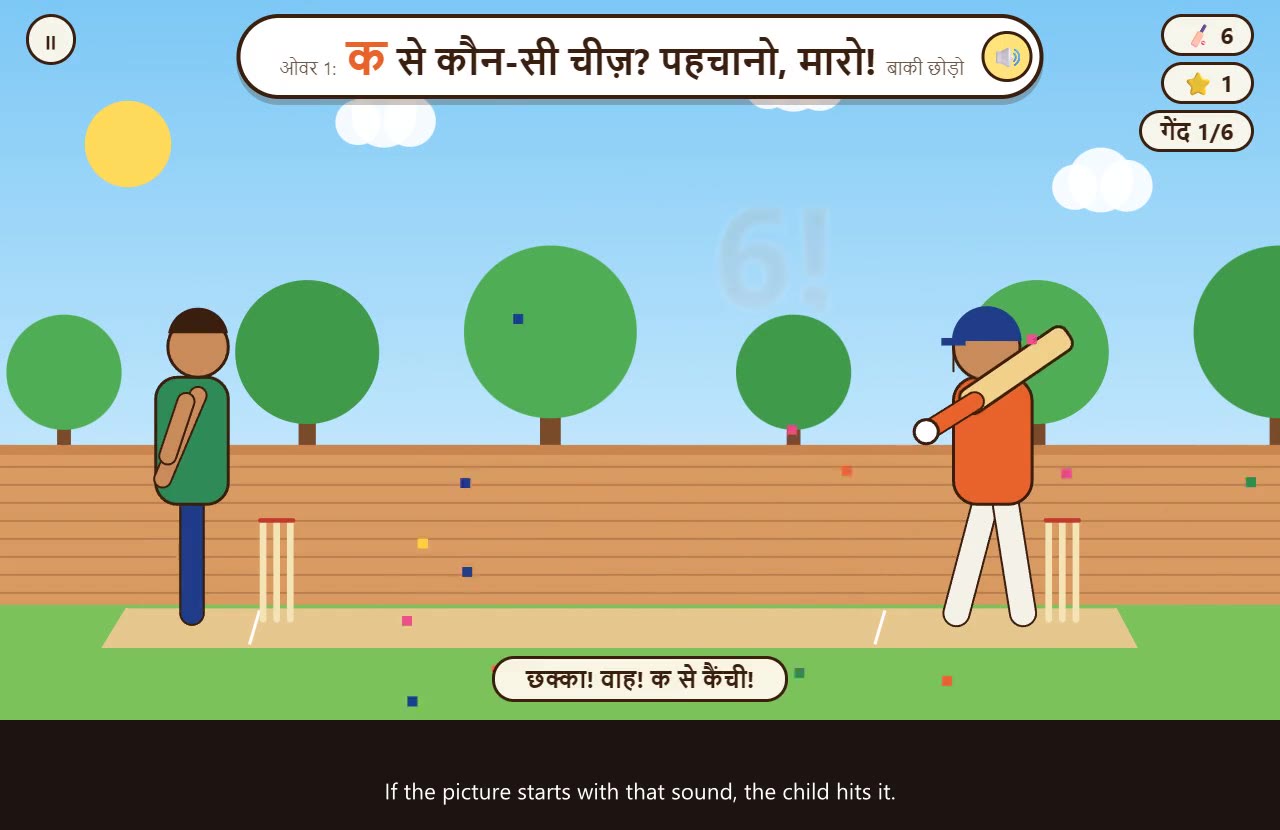 ओवर 1: क से कौन-सी चीज़? पहचानो, मारो! बाकी छोड़ो
6
1
गेंद 1/6
6!
छक्का! वाह! क से कैंची!
If the picture starts with that sound, the child hits it.